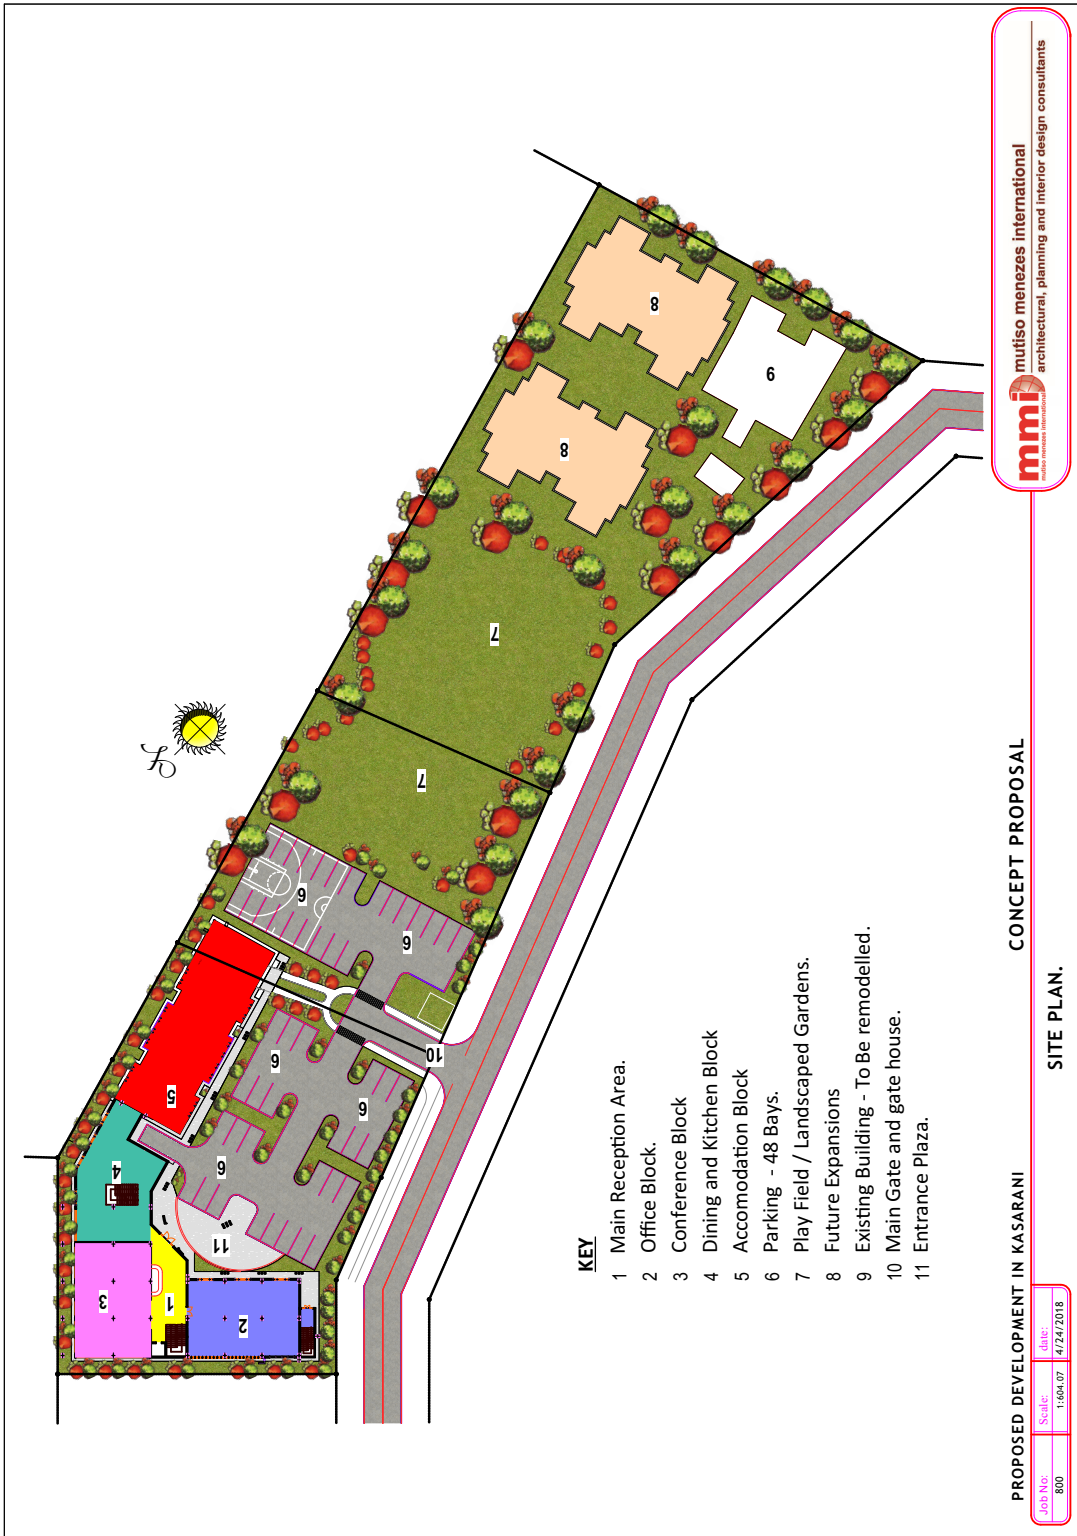 KEY
1 Main Reception Area.
2 Office Block.
3 Conference Block
4 Dining and Kitchen Block
5 Accomodation Block
6 Parking - 48 Bays.
7 Play Field / Landscaped Gardens.
8 Future Expansions
9 Existing Building - To Be remodelled.
10 Main Gate and gate house.
11 Entrance Plaza.
3
4
5
1
2
11
6
6
6
10
6
6
7
7
8
8
9
PROPOSED DEVELOPMENT IN KASARANI
CONCEPT PROPOSAL
SITE PLAN.
Job No:
800
Scale:
1:604.07
date:
4/24/2018
mmi
mutiso menezes international
mutiso menezes international
architectural, planning and interior design consultants